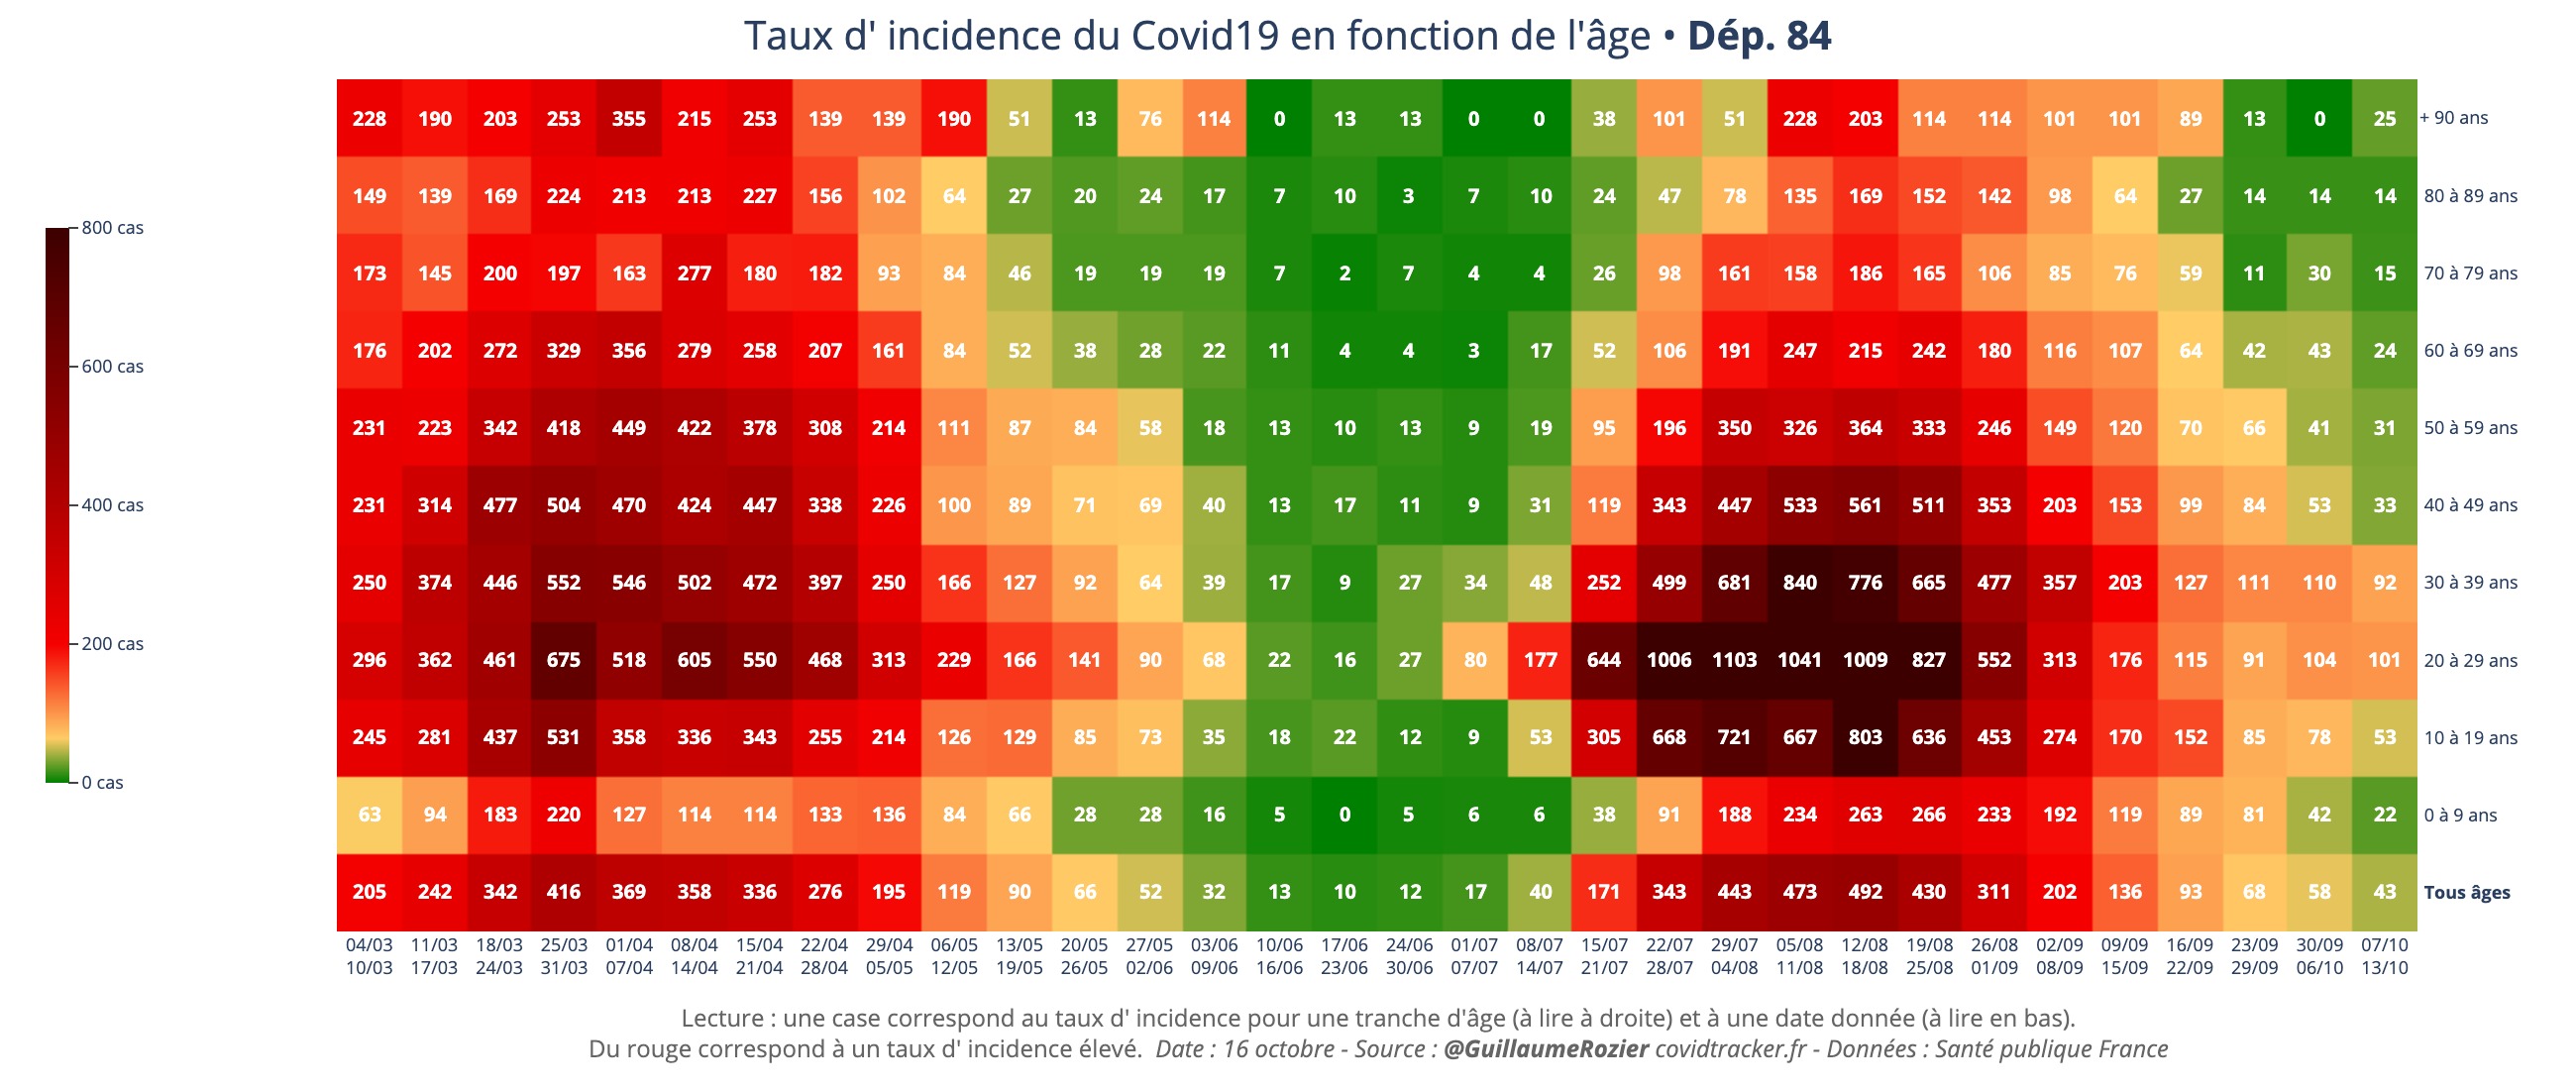 Taux d' incidence du Covid19 en fonction de l'âge • Dép. 84
228 190 203 253 355 215 253 139 139 190 51 13 76 114 0 13 13 0 0 38 101 51 228 203 114 114 101 101 89 13 0 25 + 90 ans
149 139 169 224 213 213 227 156 102 64 27 20 24 17 7 10 3 7 10 24 47 78 135 169 152 142 98 64 27 14 14 14 80 à 89 ans
800 cas
173 145 200 197 163 277 180 182 93 84 46 19 19 19 7 2 7 4 4 26 98 161 158 186 165 106 85 76 59 11 30 15 70 à 79 ans
176 202 272 329 356 279 258 207 161 84 52 38 28 22 11 4 4 3 17 52 106 191 247 215 242 180 116 107 64 42 43 24 60 à 69 ans
600 cas
231 223 342 418 449 422 378 308 214 111 87 84 58 18 13 10 13 9 19 95 196 350 326 364 333 246 149 120 70 66 41 31 50 à 59 ans
400 cas
231 314 477 504 470 424 447 338 226 100 89 71 69 40 13 17 11 9 31 119 343 447 533 561 511 353 203 153 99 84 53 33 40 à 49 ans
250 374 446 552 546 502 472 397 250 166 127 92 64 39 17 9 27 34 48 252 499 681 840 776 665 477 357 203 127 111 110 92 30 à 39 ans
200 cas
296 362 461 675 518 605 550 468 313 229 166 141 90 68 22 16 27 80 177 644 1006 1103 1041 1009 827 552 313 176 115 91 104 101 20 à 29 ans
245 281 437 531 358 336 343 255 214 126 129 85 73 35 18 22 12 9 53 305 668 721 667 803 636 453 274 170 152 85 78 53 10 à 19 ans
0 cas
63 94 183 220 127 114 114 133 136 84 66 28 28 16 5 0 5 6 6 38 91 188 234 263 266 233 192 119 89 81 42 22 0 à 9 ans
205 242 342 416 369 358 336 276 195 119 90 66 52 32 13 10 12 17 40 171 343 443 473 492 430 311 202 136 93 68 58 43 Tous âges
04/03 11/03 18/03 25/03 01/04 08/04 15/04 22/04 29/04 06/05 13/05 20/05 27/05 03/06 10/06 17/06 24/06 01/07 08/07 15/07 22/07 29/07 05/08 12/08 19/08 26/08 02/09 09/09 16/09 23/09 30/09 07/10
10/03 17/03 24/03 31/03 07/04 14/04 21/04 28/04 05/05 12/05 19/05 26/05 02/06 09/06 16/06 23/06 30/06 07/07 14/07 21/07 28/07 04/08 11/08 18/08 25/08 01/09 08/09 15/09 22/09 29/09 06/10 13/10
Lecture : une case correspond au taux d' incidence pour une tranche d'âge (à lire à droite) et à une date donnée (à lire en bas).
Du rouge correspond à un taux d' incidence élevé. Date : 16 octobre - Source : @GuillaumeRozier covidtracker.fr - Données : Santé publique France